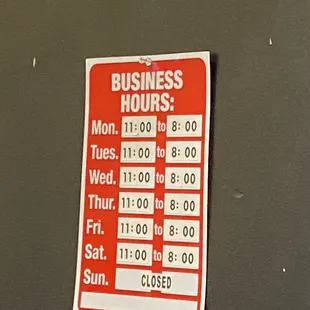 BUSINESS
HOURS:
Mon. 11:00 to 8:00
Tues. 11:00 to 8:00
Wed. 11:00 to 8:00
Thur. 11:00 to 8:00
Fri. 11:00 to 8:00
Sat. 11:00 to 8:00
Sun. CLOSED